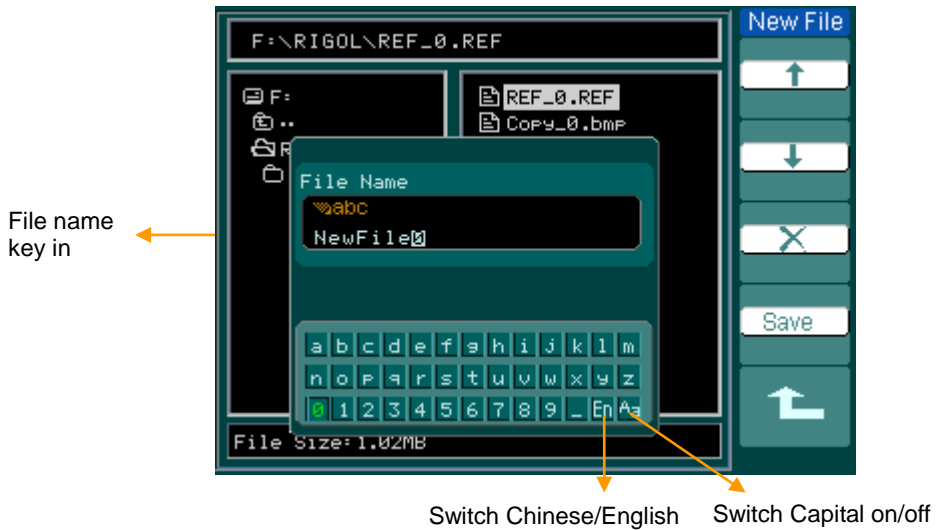 New File
F:\RIGOL\REF_0.REF
F:
REF_0.REF
..
Copy_0.bmp
R
File Name
abc
NewFile0
File name
key in
Save
a b c d e f g h i j k l m
n o p q r s t u v w x y z
0 1 2 3 4 5 6 7 8 9 _ En Aa
File Size:1.02MB
Switch Chinese/English
Switch Capital on/off